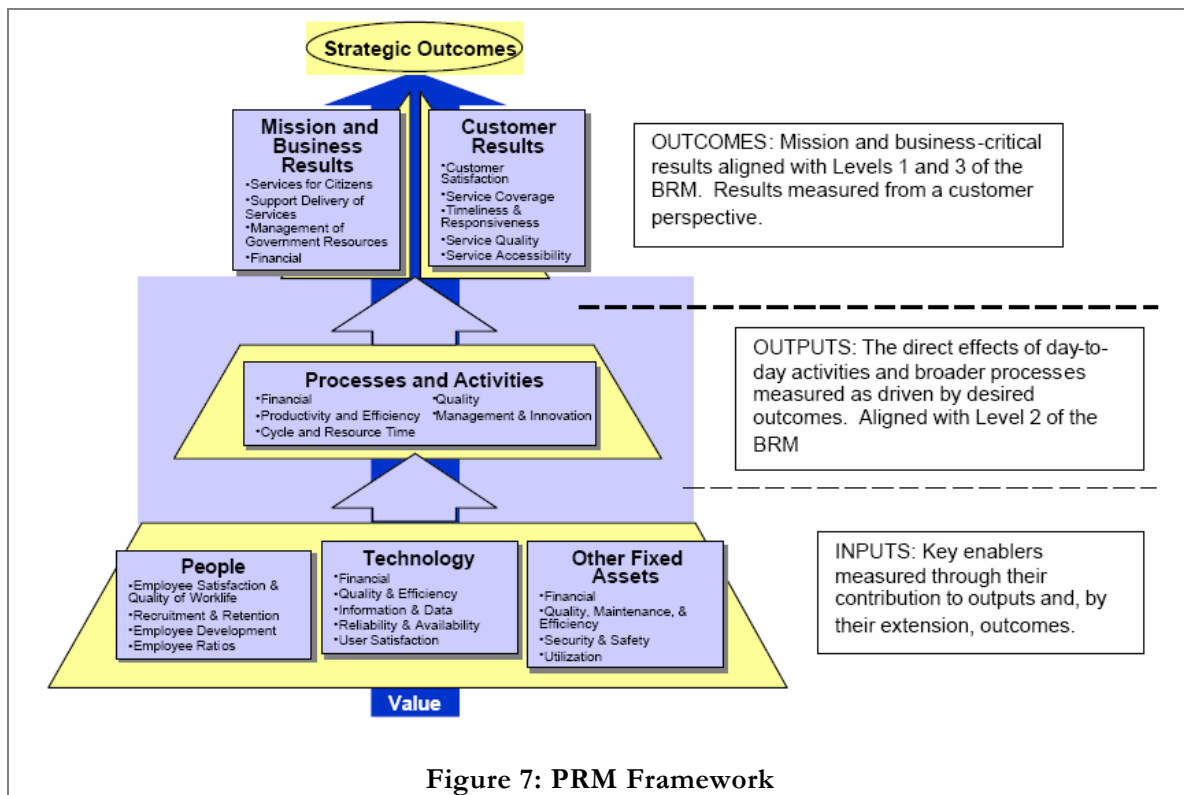 Strategic Outcomes
Mission and
Business
Results
•Services for Citizens
•Support Delivery of
Services
•Management of
Government Resources
•Financial
Customer
Results
•Customer
Satisfaction
•Service Coverage
•Timeliness &
Responsiveness
•Service Quality
•Service Accessibility
OUTCOMES: Mission and business-critical
results aligned with Levels 1 and 3 of the
BRM. Results measured from a customer
perspective.
Processes and Activities
•Financial
•Productivity and Efficiency
•Cycle and Resource Time
•Quality
•Management & Innovation
OUTPUTS: The direct effects of day-to-
day activities and broader processes
measured as driven by desired
outcomes. Aligned with Level 2 of the
BRM
People
•Employee Satisfaction &
Quality of Worklife
•Recruitment & Retention
•Employee Development
•Employee Ratios
Technology
•Financial
•Quality & Efficiency
•Information & Data
•Reliability & Availability
•User Satisfaction
Other Fixed
Assets
•Financial
•Quality, Maintenance, &
Efficiency
•Security & Safety
•Utilization
INPUTS: Key enablers
measured through their
contribution to outputs and, by
their extension, outcomes.
Value
Figure 7: PRM Framework